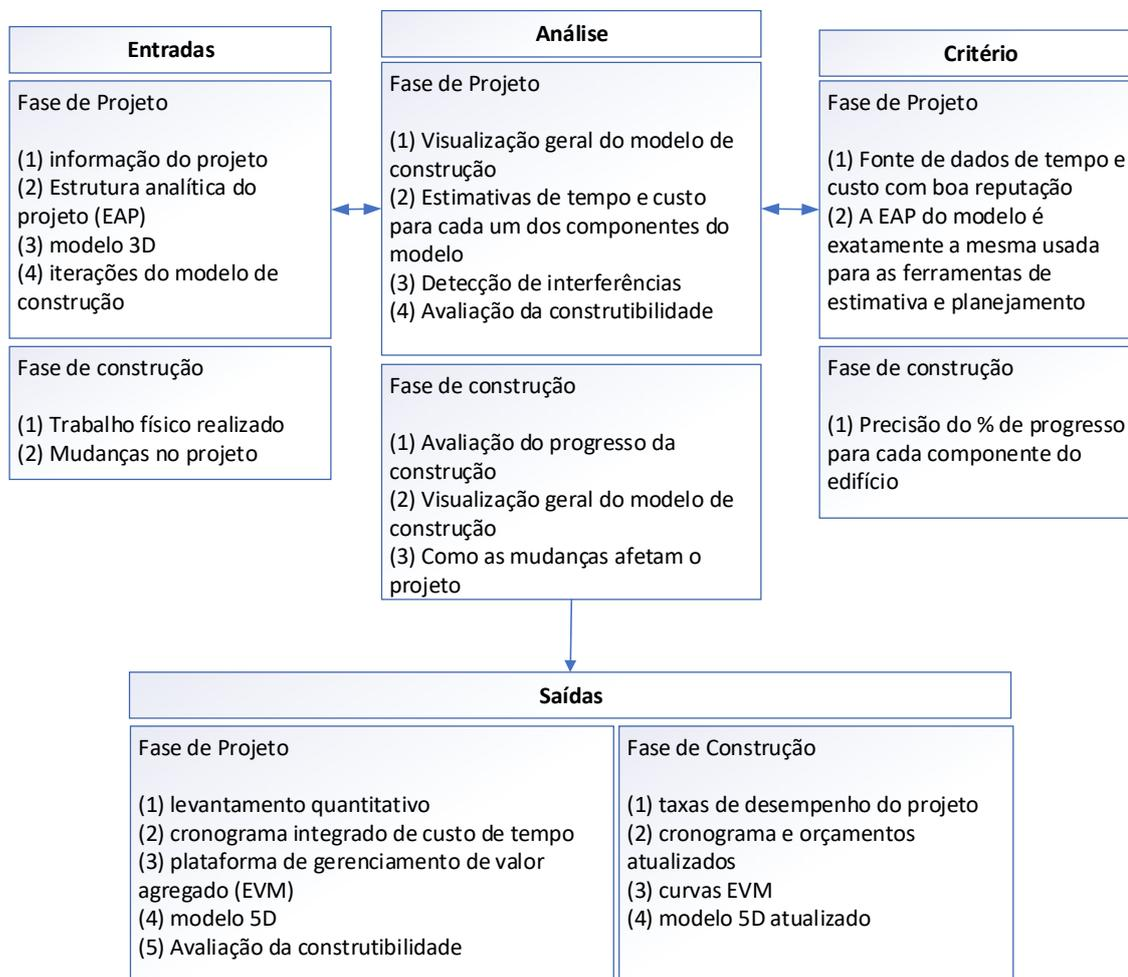 Entradas
Fase de Projeto
(1) informação do projeto
(2) Estrutura analítica do
projeto (EAP)
(3) modelo 3D
(4) iterações do modelo de
construção
Fase de construção
(1) Trabalho físico realizado
(2) Mudanças no projeto
Análise
Fase de Projeto
(1) Visualização geral do modelo de
construção
(2) Estimativas de tempo e custo
para cada um dos componentes do
modelo
(3) Detecção de interferências
(4) Avaliação da construtibilidade
Fase de construção
(1) Avaliação do progresso da
construção
(2) Visualização geral do modelo de
construção
(3) Como as mudanças afetam o
projeto
Critério
Fase de Projeto
(1) Fonte de dados de tempo e
custo com boa reputação
(2) A EAP do modelo é
exatamente a mesma usada
para as ferramentas de
estimativa e planejamento
Fase de construção
(1) Precisão do % de progresso
para cada componente do
edifício
Saídas
Fase de Projeto
(1) levantamento quantitativo
(2) cronograma integrado de custo de tempo
(3) plataforma de gerenciamento de valor
agregado (EVM)
(4) modelo 5D
(5) Avaliação da construtibilidade
Fase de Construção
(1) taxas de desempenho do projeto
(2) cronograma e orçamentos
atualizados
(3) curvas EVM
(4) modelo 5D atualizado